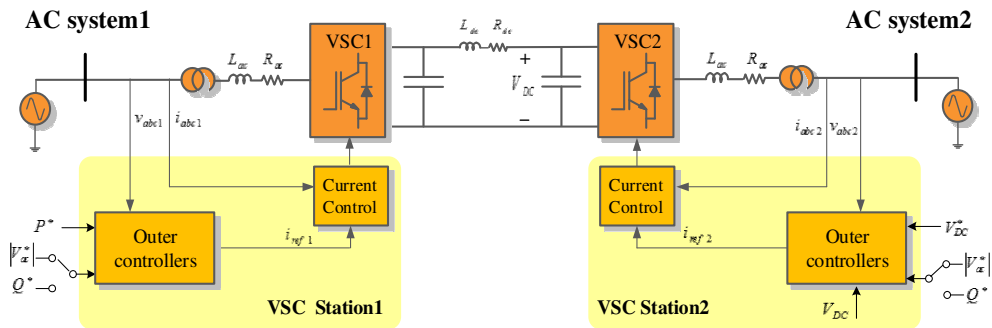 AC system1
AC system2
L_ac
R_ac
VSC1
L_dc
R_dc
+
V_DC
−
VSC2
L_ac
R_ac
v_abc1
i_abc1
i_abc2
v_abc2
Current
Control
Current
Control
P*
|V*_ac|
Q*
Outer
controllers
i_ref1
i_ref2
Outer
controllers
V*_DC
|V*_ac|
Q*
V_DC
VSC Station1
VSC Station2